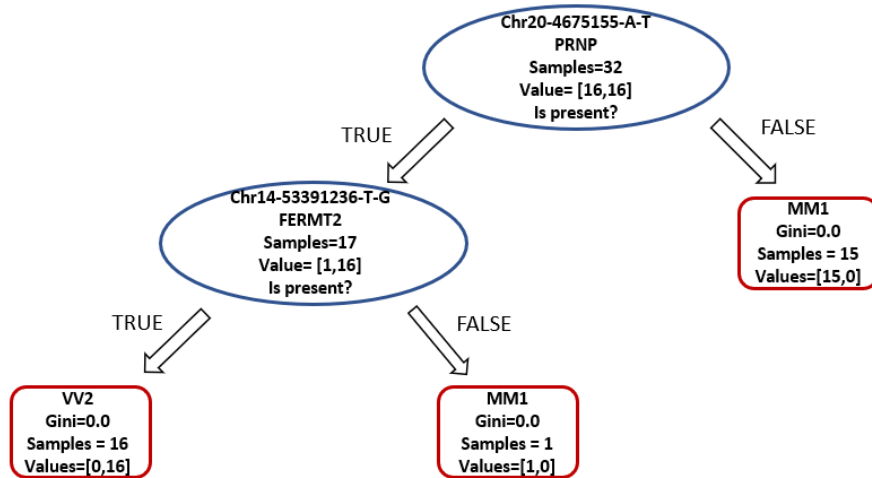 Chr20-4675155-A-T
PRNP
Samples=32
Value= [16,16]
Is present?
TRUE
FALSE
Chr14-53391236-T-G
FERMT2
Samples=17
Value= [1,16]
Is present?
MM1
Gini=0.0
Samples = 15
Values=[15,0]
TRUE
FALSE
VV2
Gini=0.0
Samples = 16
Values=[0,16]
MM1
Gini=0.0
Samples = 1
Values=[1,0]